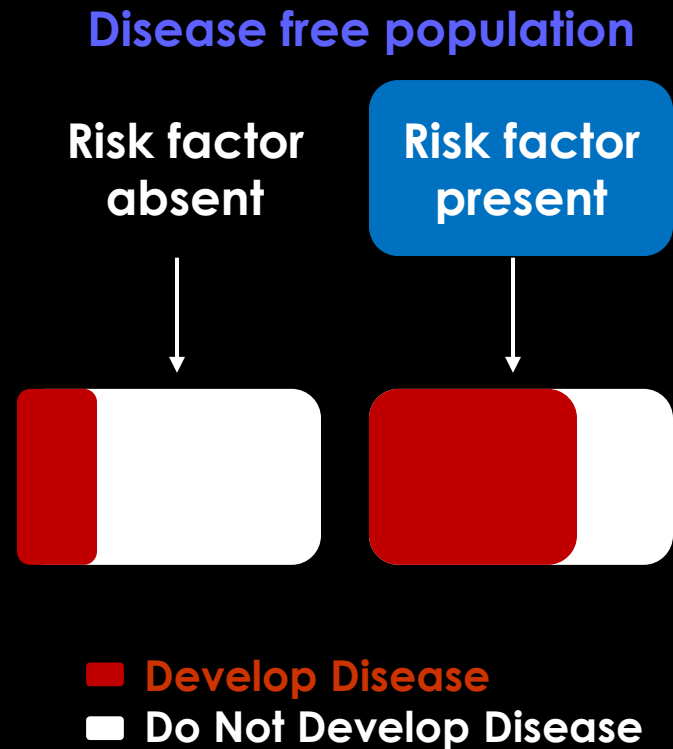 Disease free population
Risk factor
absent
Risk factor
present
Develop Disease
Do Not Develop Disease